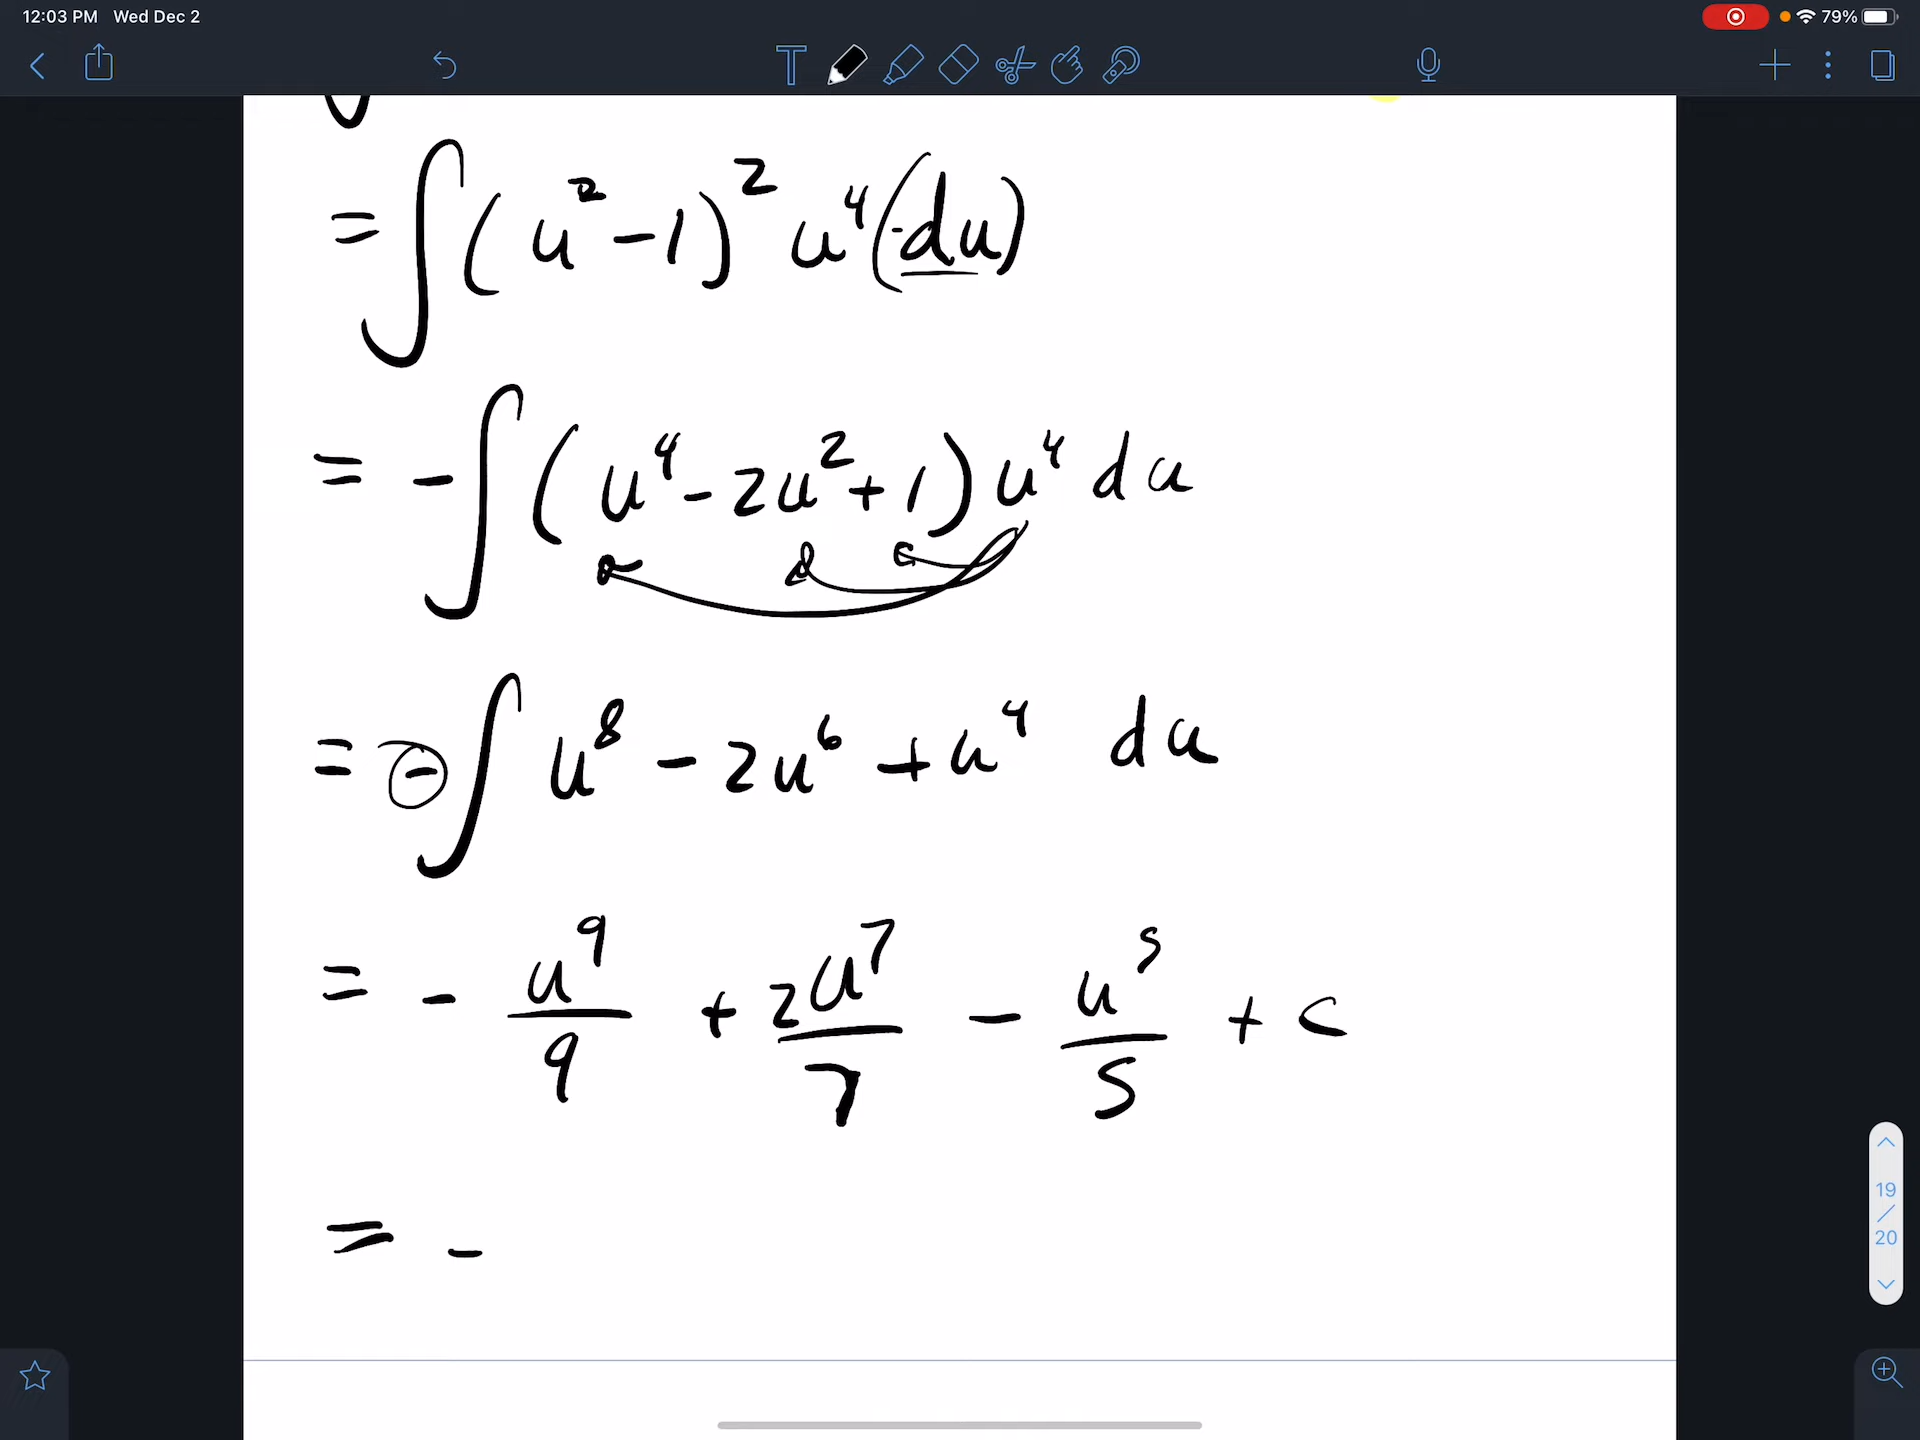 12:03 PM Wed Dec 2
79%
= ∫ (u² - 1)² u⁴ (-du)
= - ∫ (u⁴ - 2u² + 1) u⁴ du
= - ∫ u⁸ - 2u⁶ + u⁴ du
= - u⁹/9 + 2u⁷/7 - u⁵/5 + c
= -
19
/
20